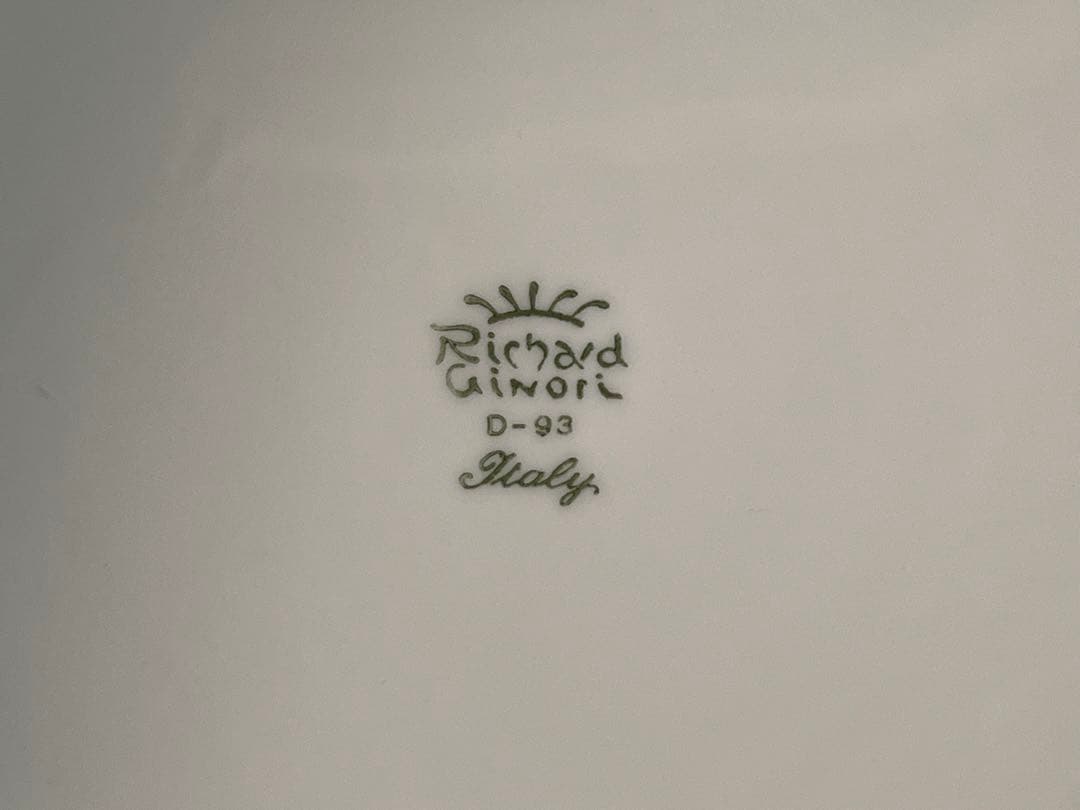 Richard
Ginori
D-93
Italy